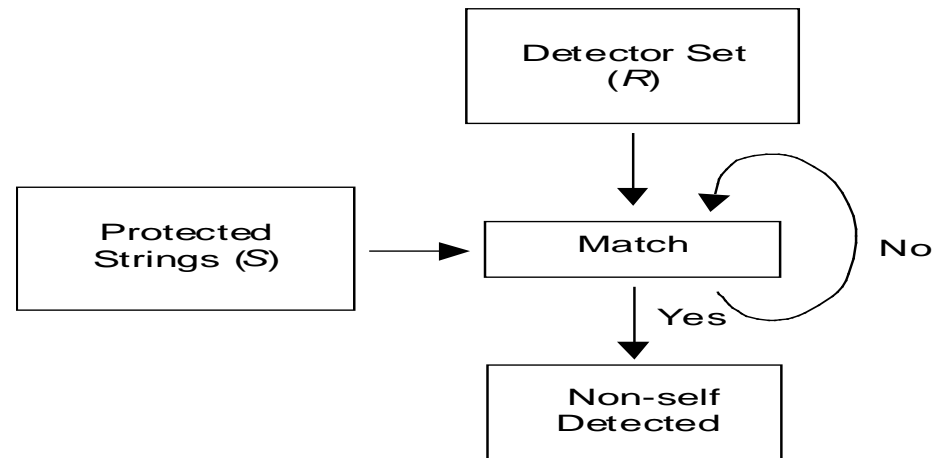 Detector Set
(R)
Protected
Strings (S)
Match
No
Yes
Non-self
Detected